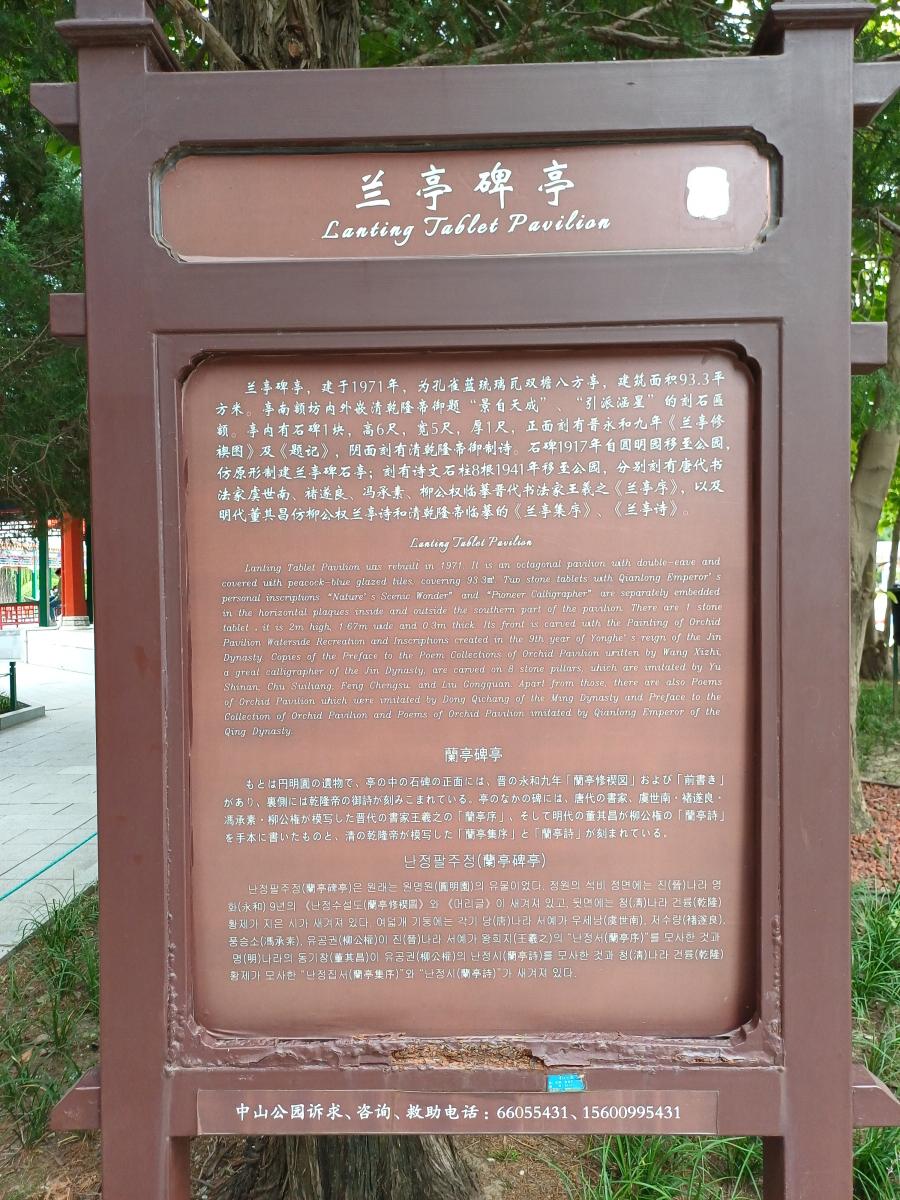 兰亭碑亭
Lanting Tablet Pavilion
兰亭碑亭，建于1971年，为孔雀蓝琉璃瓦双檐八方亭，建筑面积93.3平
方米。亭南额坊内外嵌清乾隆帝御题“景自天成”、“引派涵星”的刻石匾
额。亭内有石碑1块，高6尺，宽5尺，厚1尺，正面刻有晋永和九年《兰亭修
禊图》及《题记》，阴面刻有清乾隆帝御制诗。石碑1917年自圆明园移至公园，
仿原形制建兰亭碑石亭；刻有诗文石柱8根1941年移至公园，分别刻有唐代书
法家虞世南、褚遂良、冯承素、柳公权临摹晋代书法家王羲之《兰亭序》，以及
明代董其昌仿柳公权兰亭诗和清乾隆帝临摹的《兰亭集序》、《兰亭诗》。
Lanting Tablet Pavilion
Lanting Tablet Pavilion was rebuilt in 1971. It is an octagonal pavilion with double-eave and
covered with peacock-blue glazed tiles, covering 93.3㎡. Two stone tablets with Qianlong Emperor's
personal inscriptions “Nature's Scenic Wonder” and “Pioneer Calligrapher” are separately embedded
in the horizontal plaques inside and outside the southern part of the pavilion. There are 1 stone
tablet , it is 2m high, 1.67m wide and 0.3m thick. Its front is carved with the Painting of Orchid
Pavilion Waterside Recreation and Inscriptions created in the 9th year of Yonghe's reign of the Jin
Dynasty. Copies of the Preface to the Poem Collections of Orchid Pavilion written by Wang Xizhi,
a great calligrapher of the Jin Dynasty, are carved on 8 stone pillars, which are imitated by Yu
Shinan, Chu Suiliang, Feng Chengsu, and Liu Gongquan. Apart from those, there are also Poems
of Orchid Pavilion which were imitated by Dong Qichang of the Ming Dynasty and Preface to the
Collection of Orchid Pavilion and Poems of Orchid Pavilion imitated by Qianlong Emperor of the
Qing Dynasty.
蘭亭碑亭
もとは円明園の遺物で、亭の中の石碑の正面には、晋の永和九年「蘭亭修禊図」および「前書き」
があり、裏側には乾隆帝の御詩が刻みこまれている。亭のなかの碑には、唐代の書家、虞世南・褚遂良・
馮承素・柳公権が模写した晋代の書家王羲之の「蘭亭序」、そして明代の董其昌が柳公権の「蘭亭詩」
を手本に書いたものと、清の乾隆帝が模写した「蘭亭集序」と「蘭亭詩」が刻まれている。
난정팔주정(蘭亭碑亭)
난정팔주정(蘭亭碑亭)은 원래는 원명원(圓明園)의 유물이었다. 정원의 석비 정면에는 진(晉)나라 영
화(永和) 9년의 《난정수설도(蘭亭修禊圖》와 《머리글》이 새겨져 있고, 뒷면에는 청(淸)나라 건륭(乾隆)
황제가 지은 시가 새겨져 있다. 여덟개 기둥에는 각기 당(唐)나라 서예가 우세남(虞世南), 저수량(褚遂良),
풍승소(馮承素), 유공권(柳公權)이 진(晉)나라 서예가 왕희지(王羲之)의 “난정서(蘭亭序)”를 모사한 것과
명(明)나라의 동기창(董其昌)이 유공권(柳公權)의 난정시(蘭亭詩)를 모사한 것과 청(淸)나라 건륭(乾隆)
황제가 모사한 “난정집서(蘭亭集序)”와 “난정시(蘭亭詩)”가 새겨져 있다.
中山公园诉求、咨询、救助电话：66055431、15600995431